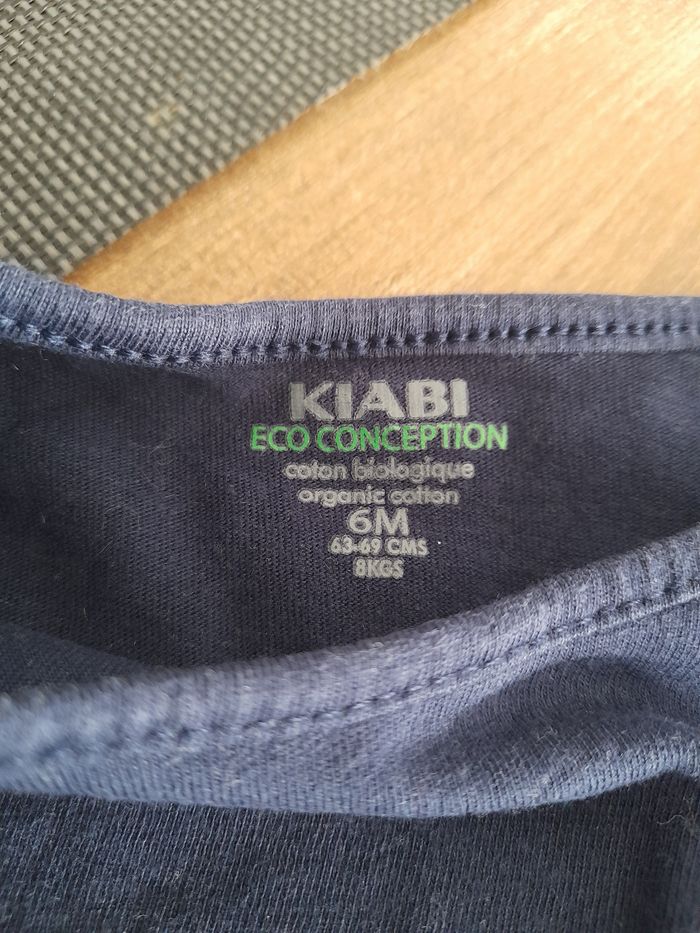 KIABI
ECO CONCEPTION
coton biologique
organic cotton
6M
63-69 CMS
8KGS